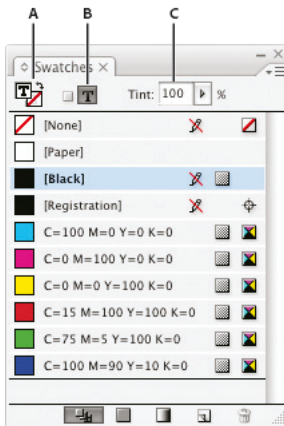 A B C
Swatches
T T Tint: 100 %
[None]
[Paper]
[Black]
[Registration]
C=100 M=0 Y=0 K=0
C=0 M=100 Y=0 K=0
C=0 M=0 Y=100 K=0
C=15 M=100 Y=100 K=0
C=75 M=5 Y=100 K=0
C=100 M=90 Y=10 K=0